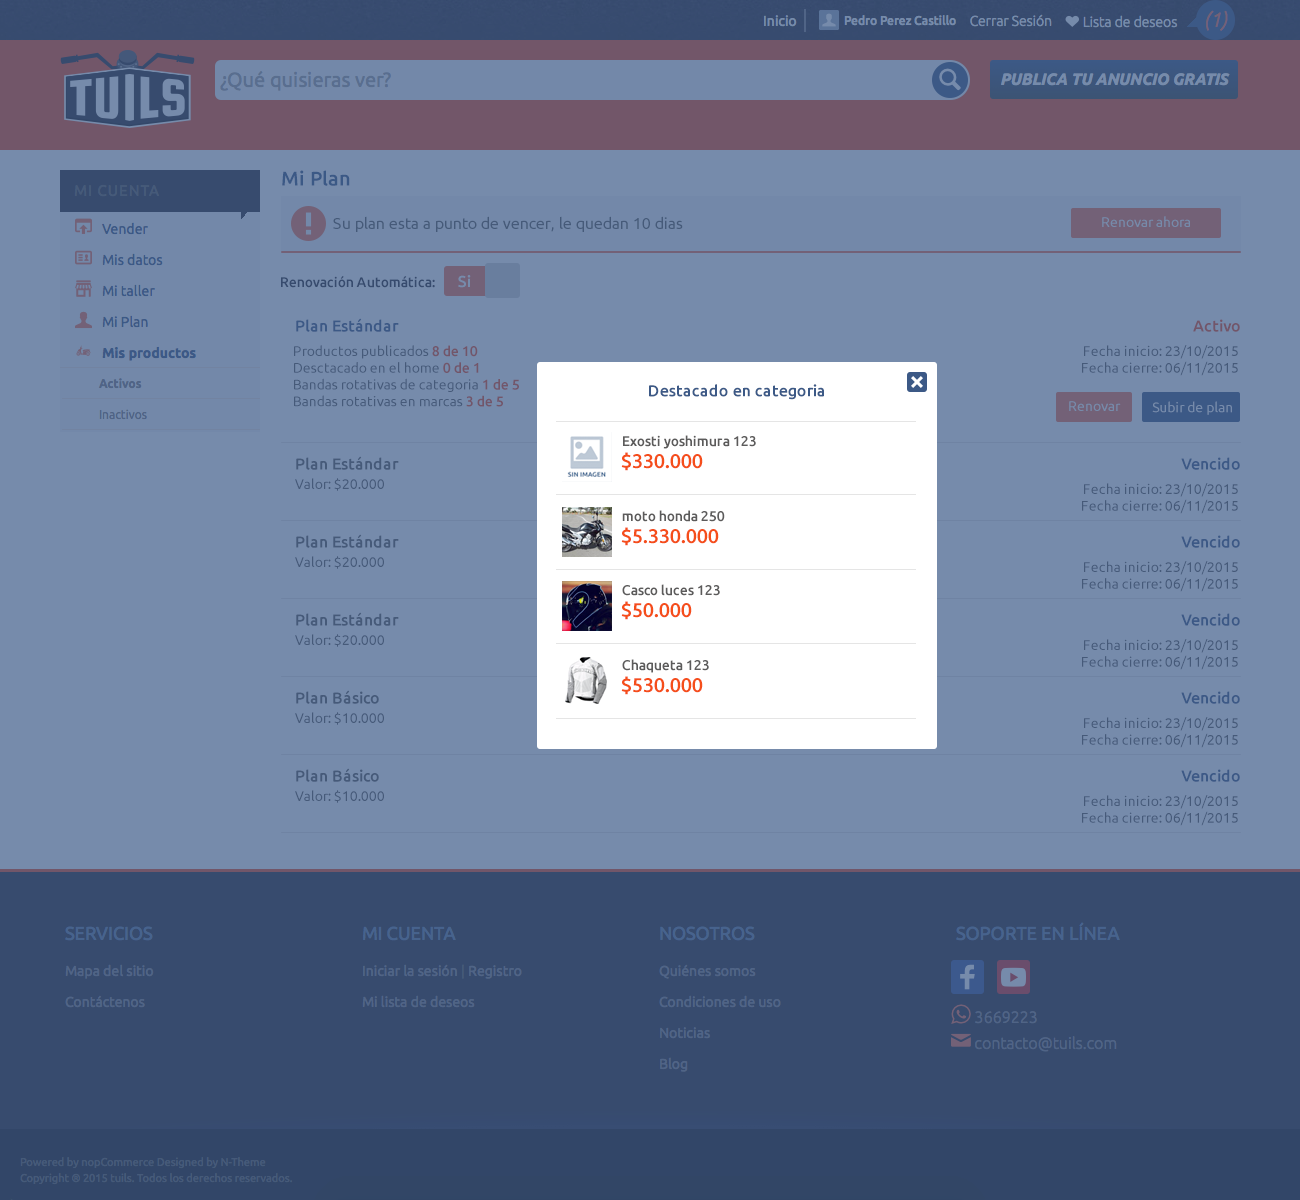 Inicio
Pedro Perez Castillo
Cerrar Sesión
Lista de deseos
(1)
TUILS
¿Qué quisieras ver?
PUBLICA TU ANUNCIO GRATIS
MI CUENTA
Vender
Mis datos
Mi taller
Mi Plan
Mis productos
Activos
Inactivos
Mi Plan
Su plan esta a punto de vencer, le quedan 10 dias
Renovar ahora
Renovación Automática:
Si
Plan Estándar
Activo
Productos publicados 8 de 10
Desctacado en el home 0 de 1
Bandas rotativas de categoria 1 de 5
Bandas rotativas en marcas 3 de 5
Fecha inicio: 23/10/2015
Fecha cierre: 06/11/2015
Renovar
Subir de plan
Plan Estándar
Valor: $20.000
Vencido
Fecha inicio: 23/10/2015
Fecha cierre: 06/11/2015
Plan Estándar
Valor: $20.000
Vencido
Fecha inicio: 23/10/2015
Fecha cierre: 06/11/2015
Plan Estándar
Valor: $20.000
Vencido
Fecha inicio: 23/10/2015
Fecha cierre: 06/11/2015
Plan Básico
Valor: $10.000
Vencido
Fecha inicio: 23/10/2015
Fecha cierre: 06/11/2015
Plan Básico
Valor: $10.000
Vencido
Fecha inicio: 23/10/2015
Fecha cierre: 06/11/2015
Destacado en categoria
SIN IMAGEN
Exosti yoshimura 123
$330.000
moto honda 250
$5.330.000
Casco luces 123
$50.000
Chaqueta 123
$530.000
SERVICIOS
Mapa del sitio
Contáctenos
MI CUENTA
Iniciar la sesión | Registro
Mi lista de deseos
NOSOTROS
Quiénes somos
Condiciones de uso
Noticias
Blog
SOPORTE EN LÍNEA
3669223
contacto@tuils.com
Powered by nopCommerce Designed by N-Theme
Copyright ® 2015 tuils. Todos los derechos reservados.